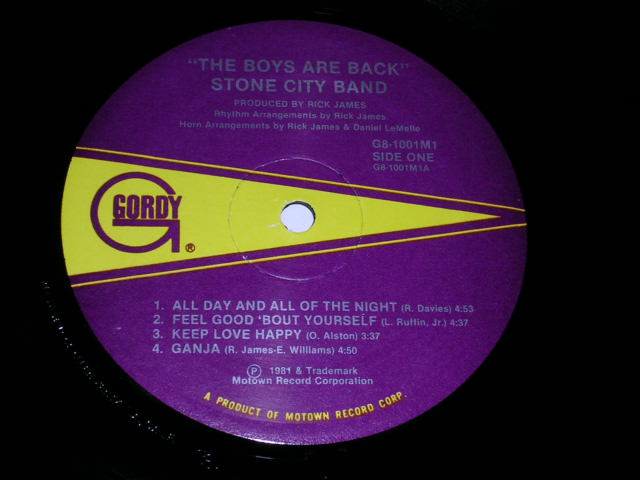 "THE BOYS ARE BACK"
STONE CITY BAND
PRODUCED BY RICK JAMES
Rhythm Arrangements by Rick James
Horn Arrangements by Rick James & Daniel LeMelle
G8-1001M1
SIDE ONE
G8-1001M1A
GORDY
®
1. ALL DAY AND ALL OF THE NIGHT (R. Davies) 4:53
2. FEEL GOOD 'BOUT YOURSELF (L. Ruffin, Jr.) 4:37
3. KEEP LOVE HAPPY (O. Alston) 3:37
4. GANJA (R. James-E. Williams) 4:50
℗ 1981 & Trademark
Motown Record Corporation
A PRODUCT OF MOTOWN RECORD CORP.